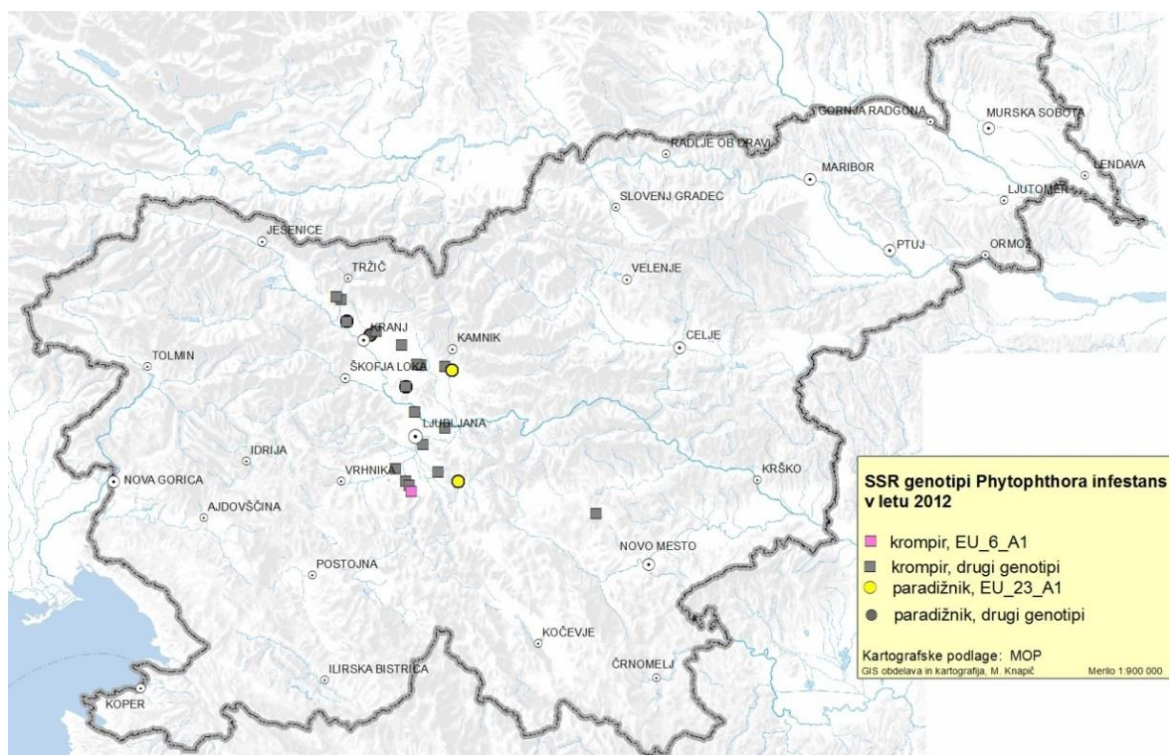 GORNJA RADGONA
MURSKA SOBOTA
RADLJE OB DRAVI
MARIBOR
LENDAVA
SLOVENJ GRADEC
LJUTOMER
JESENICE
PTUJ
ORMOŽ
TRŽIČ
VELENJE
KRANJ
KAMNIK
CELJE
TOLMIN
ŠKOFJA LOKA
LJUBLJANA
IDRIJA
VRHNIKA
KRŠKO
NOVA GORICA
AJDOVŠČINA
NOVO MESTO
POSTOJNA
KOČEVJE
ILIRSKA BISTRICA
ČRNOMELJ
KOPER
SSR genotipi Phytophthora infestans
v letu 2012
krompir, EU_6_A1
krompir, drugi genotipi
paradižnik, EU_23_A1
paradižnik, drugi genotipi
Kartografske podlage: MOP
GIS obdelava in kartografija, M. Knapič Merilo 1:900 000